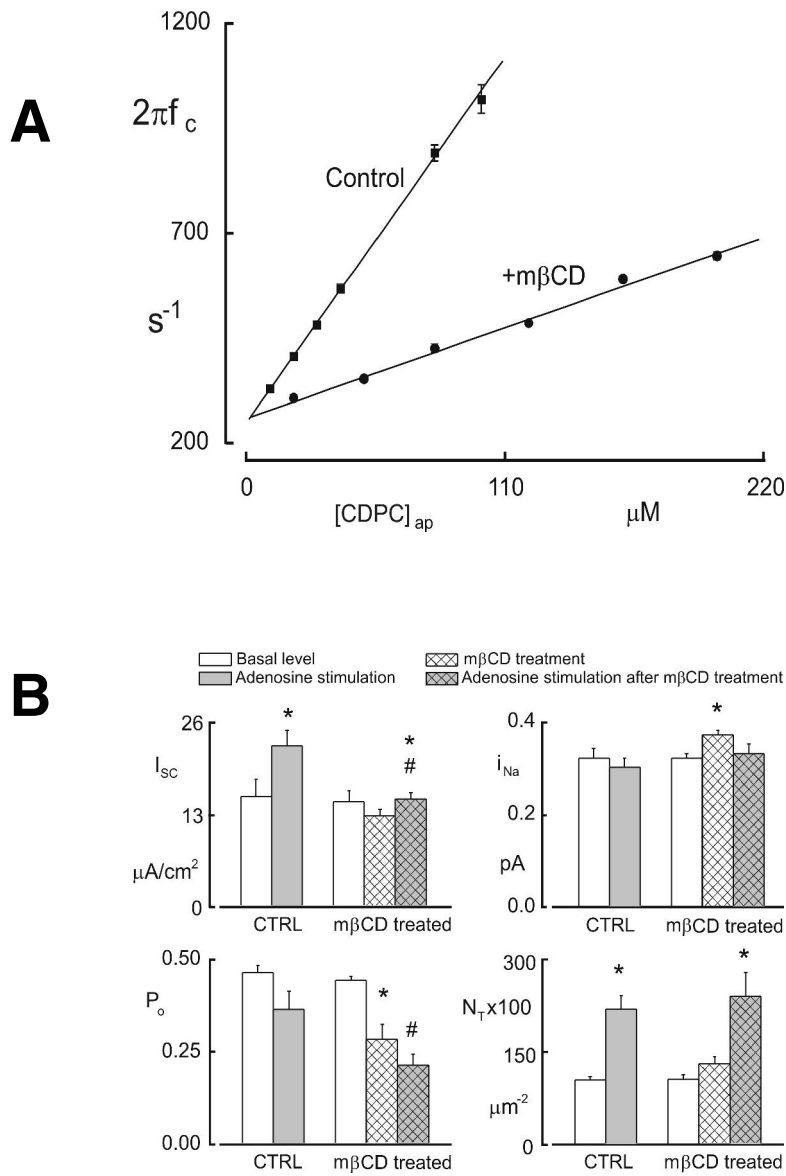 A
1200
2πf c
Control
700
+mβCD
s-1
200
0 110 220
[CDPC] ap μM
B
Basal level mβCD treatment
Adenosine stimulation Adenosine stimulation after mβCD treatment
26 * * # 0.4 *
ISC iNa
13 0.2
μA/cm2 pA
0 0.0
CTRL mβCD treated CTRL mβCD treated
0.50 * # 300 * *
Po NTx100
0.25 150
μm-2
0.00 0
CTRL mβCD treated CTRL mβCD treated